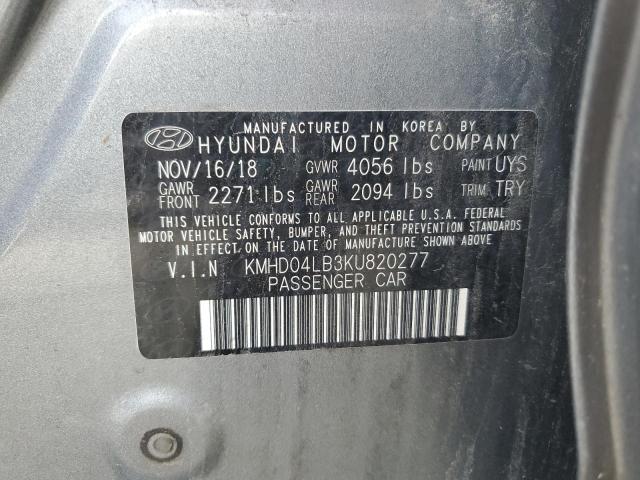 MANUFACTURED IN KOREA BY
HYUNDAI MOTOR COMPANY
NOV/16/18 GVWR 4056 lbs PAINT UYS
GAWR FRONT 2271 lbs GAWR REAR 2094 lbs TRIM TRY
THIS VEHICLE CONFORMS TO ALL APPLICABLE U.S.A. FEDERAL
MOTOR VEHICLE SAFETY, BUMPER, AND THEFT PREVENTION STANDARDS
IN EFFECT ON THE DATE OF MANUFACTURE SHOWN ABOVE.
V.I.N KMHD04LB3KU820277
PASSENGER CAR